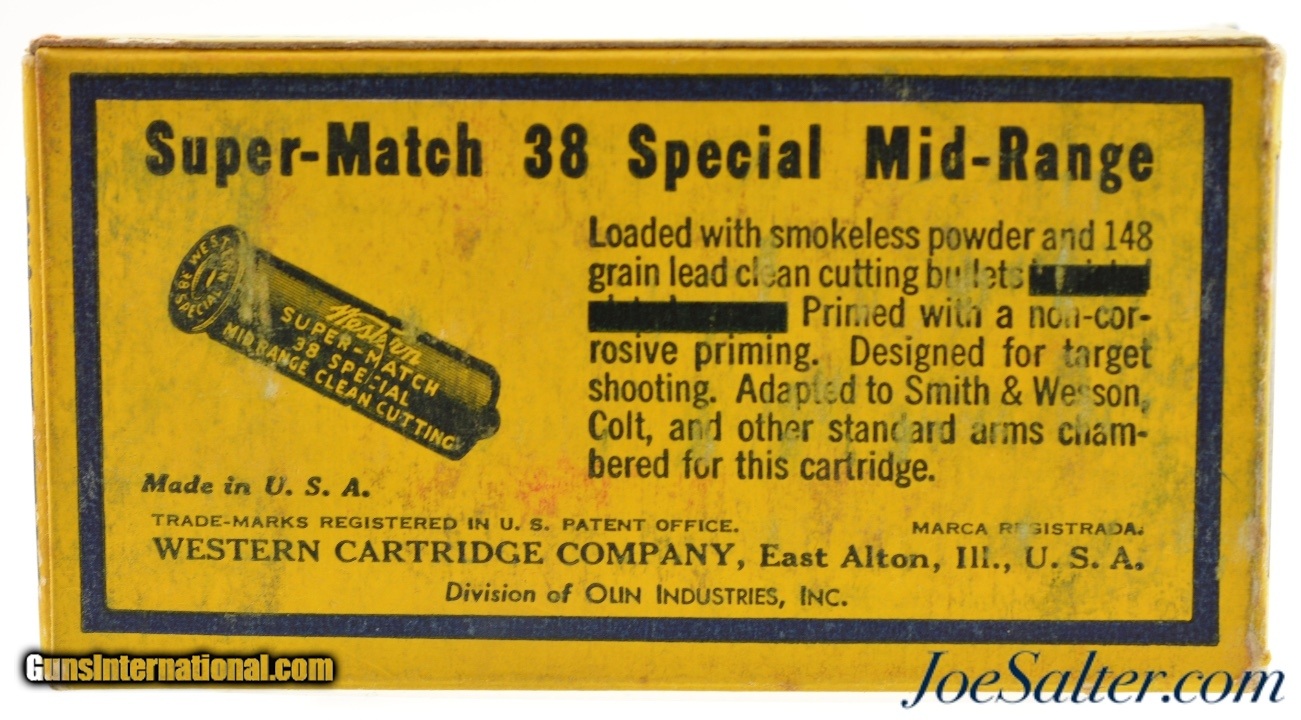 Super-Match 38 Special Mid-Range
Loaded with smokeless powder and 148
grain lead clean cutting bullets
Primed with a non-cor-
rosive priming. Designed for target
shooting. Adapted to Smith & Wesson,
Colt, and other standard arms cham-
bered for this cartridge.
38 WEST
SPECIAL
Western
SUPER-MATCH
38 SPECIAL
MID RANGE CLEAN CUTTING
Made in U. S. A.
TRADE-MARKS REGISTERED IN U. S. PATENT OFFICE. MARCA REGISTRADA.
WESTERN CARTRIDGE COMPANY, East Alton, Ill., U. S. A.
Division of OLIN INDUSTRIES, INC.
GunsInternational.com
JoeSalter.com